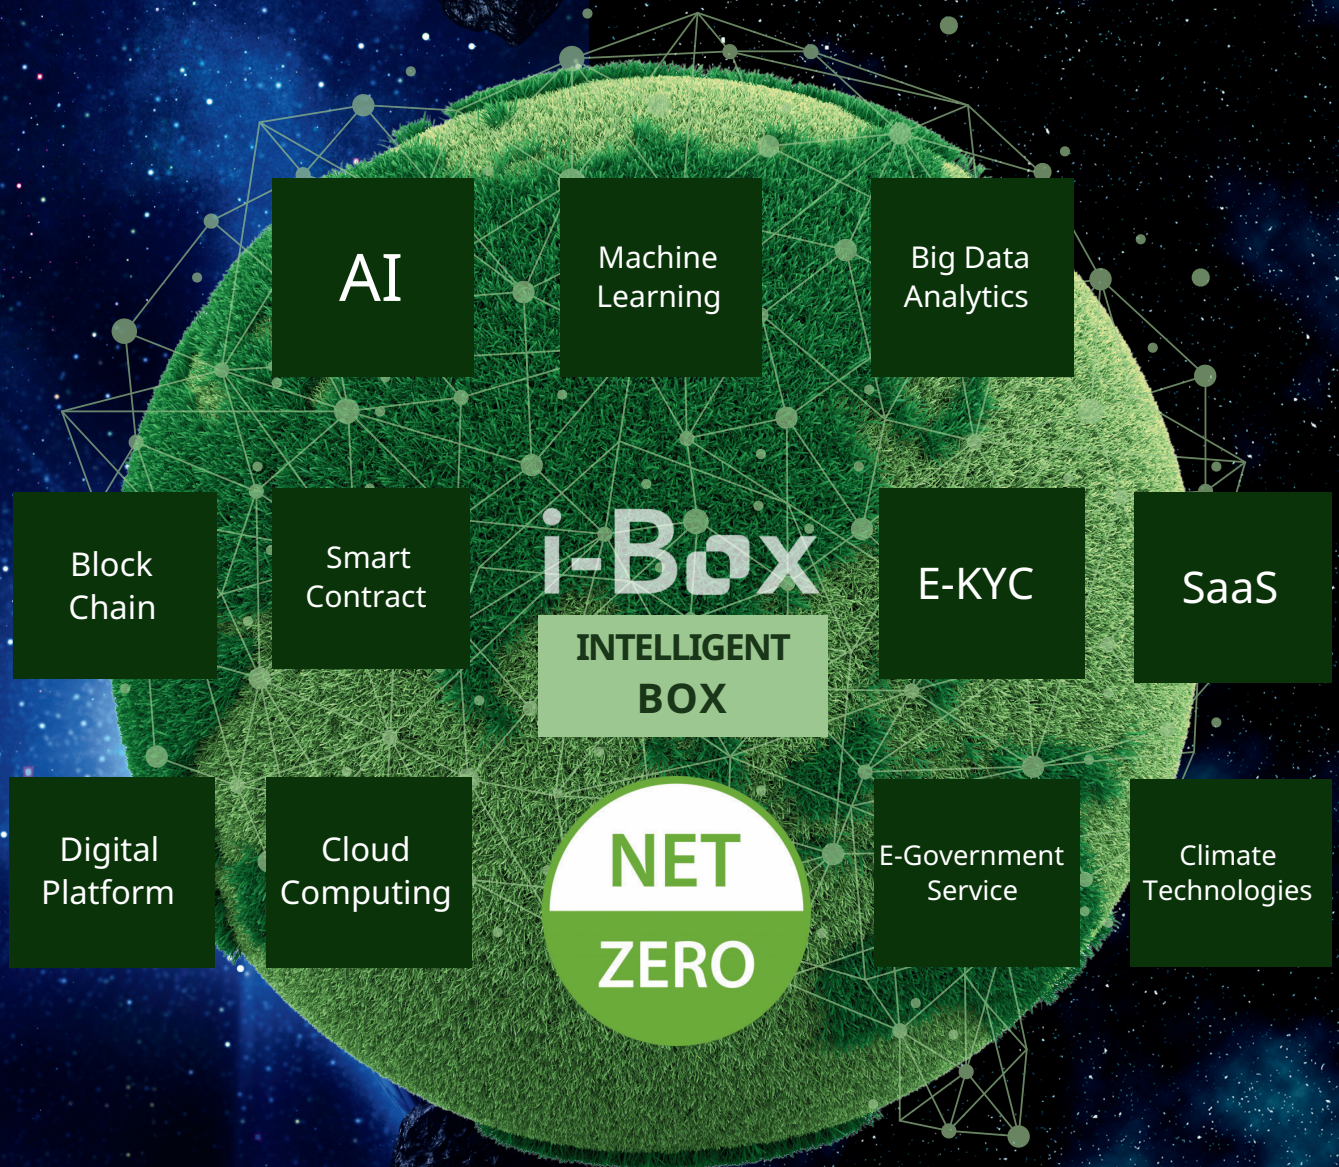 AI
Machine
Learning
Big Data
Analytics
Block
Chain
Smart
Contract
i-Box
INTELLIGENT
BOX
E-KYC
SaaS
Digital
Platform
Cloud
Computing
NET
ZERO
E-Government
Service
Climate
Technologies